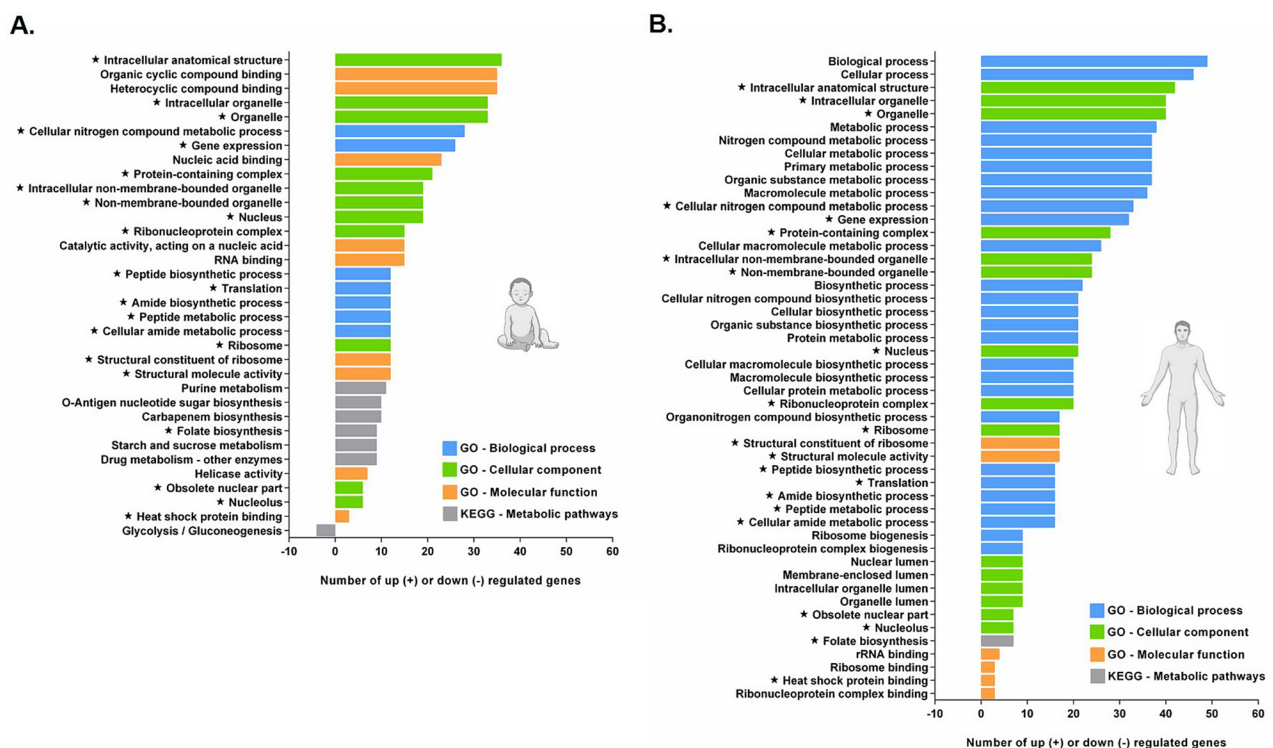 A.
★ Intracellular anatomical structure
Organic cyclic compound binding
Heterocyclic compound binding
★ Intracellular organelle
★ Organelle
★ Cellular nitrogen compound metabolic process
★ Gene expression
Nucleic acid binding
★ Protein-containing complex
★ Intracellular non-membrane-bounded organelle
★ Non-membrane-bounded organelle
★ Nucleus
★ Ribonucleoprotein complex
Catalytic activity, acting on a nucleic acid
RNA binding
★ Peptide biosynthetic process
★ Translation
★ Amide biosynthetic process
★ Peptide metabolic process
★ Cellular amide metabolic process
★ Ribosome
★ Structural constituent of ribosome
★ Structural molecule activity
Purine metabolism
O-Antigen nucleotide sugar biosynthesis
Carbapenem biosynthesis
★ Folate biosynthesis
Starch and sucrose metabolism
Drug metabolism - other enzymes
Helicase activity
★ Obsolete nuclear part
★ Nucleolus
★ Heat shock protein binding
Glycolysis / Gluconeogenesis
GO - Biological process
GO - Cellular component
GO - Molecular function
KEGG - Metabolic pathways
-10 0 10 20 30 40 50 60
Number of up (+) or down (-) regulated genes
B.
Biological process
Cellular process
★ Intracellular anatomical structure
★ Intracellular organelle
★ Organelle
Metabolic process
Nitrogen compound metabolic process
Cellular metabolic process
Primary metabolic process
Organic substance metabolic process
Macromolecule metabolic process
★ Cellular nitrogen compound metabolic process
★ Gene expression
★ Protein-containing complex
Cellular macromolecule metabolic process
★ Intracellular non-membrane-bounded organelle
★ Non-membrane-bounded organelle
Biosynthetic process
Cellular nitrogen compound biosynthetic process
Cellular biosynthetic process
Organic substance biosynthetic process
Protein metabolic process
★ Nucleus
Cellular macromolecule biosynthetic process
Macromolecule biosynthetic process
Cellular protein metabolic process
★ Ribonucleoprotein complex
Organonitrogen compound biosynthetic process
★ Ribosome
★ Structural constituent of ribosome
★ Structural molecule activity
★ Peptide biosynthetic process
★ Translation
★ Amide biosynthetic process
★ Peptide metabolic process
★ Cellular amide metabolic process
Ribosome biogenesis
Ribonucleoprotein complex biogenesis
Nuclear lumen
Membrane-enclosed lumen
Intracellular organelle lumen
Organelle lumen
★ Obsolete nuclear part
★ Nucleolus
★ Folate biosynthesis
rRNA binding
Ribosome binding
★ Heat shock protein binding
Ribonucleoprotein complex binding
GO - Biological process
GO - Cellular component
GO - Molecular function
KEGG - Metabolic pathways
-10 0 10 20 30 40 50 60
Number of up (+) or down (-) regulated genes